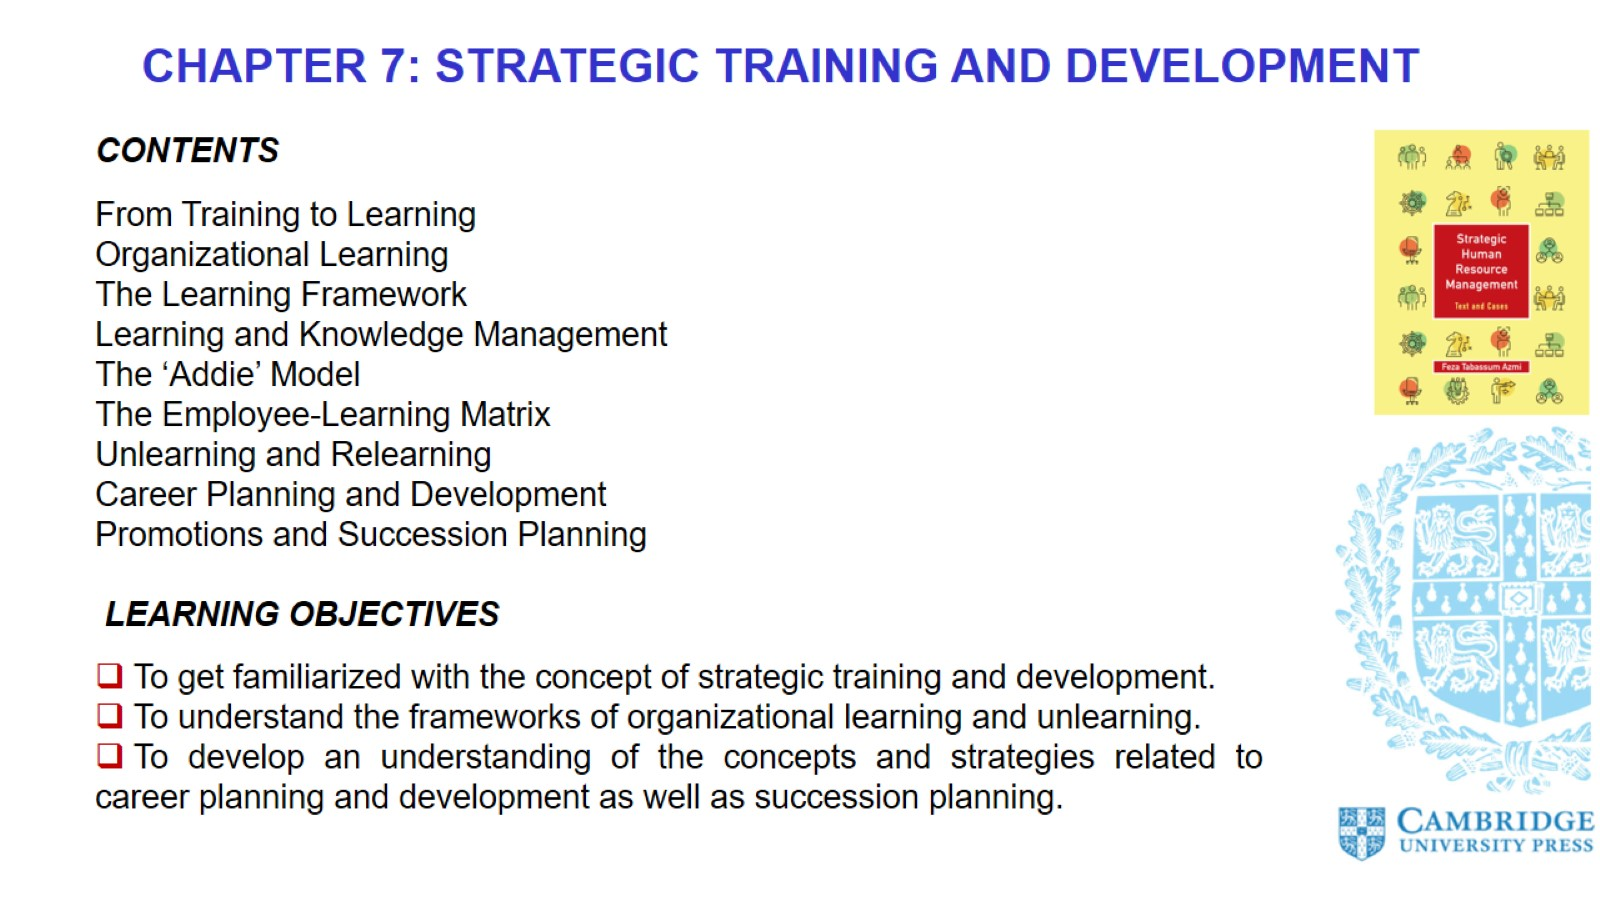 CHAPTER 7: STRATEGIC TRAINING AND DEVELOPMENT
CONTENTS
From Training to Learning
Organizational Learning
The Learning Framework
Learning and Knowledge Management
The ‘Addie’ Model
The Employee-Learning Matrix
Unlearning and Relearning
Career Planning and Development
Promotions and Succession Planning
LEARNING OBJECTIVES
❑ To get familiarized with the concept of strategic training and development.
❑ To understand the frameworks of organizational learning and unlearning.
❑ To develop an understanding of the concepts and strategies related to
career planning and development as well as succession planning.
Strategic
Human
Resource
Management
Text and Cases
Feza Tabassum Azmi
CAMBRIDGE
UNIVERSITY PRESS